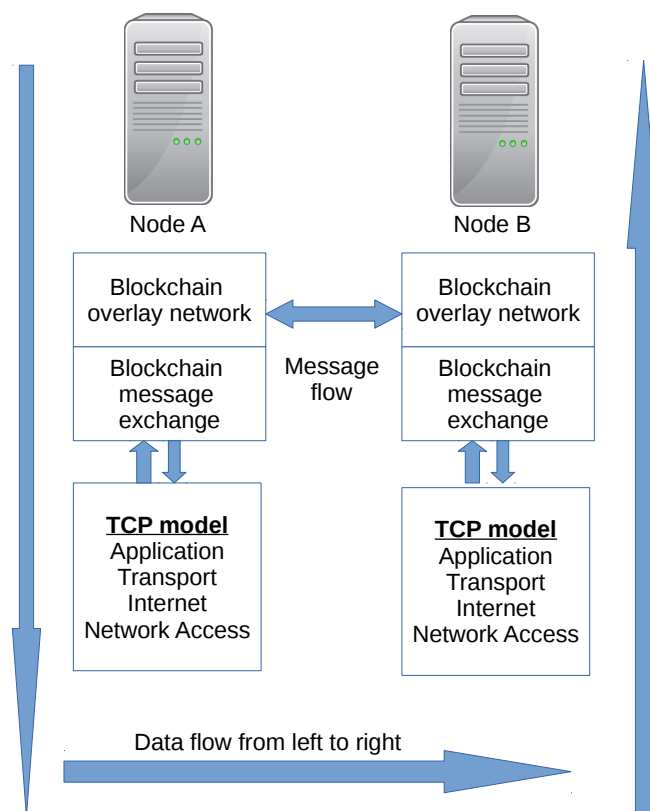 Node A
Node B
Blockchain
overlay network
Blockchain
message
exchange
Message
flow
Blockchain
overlay network
Blockchain
message
exchange
TCP model
Application
Transport
Internet
Network Access
TCP model
Application
Transport
Internet
Network Access
Data flow from left to right